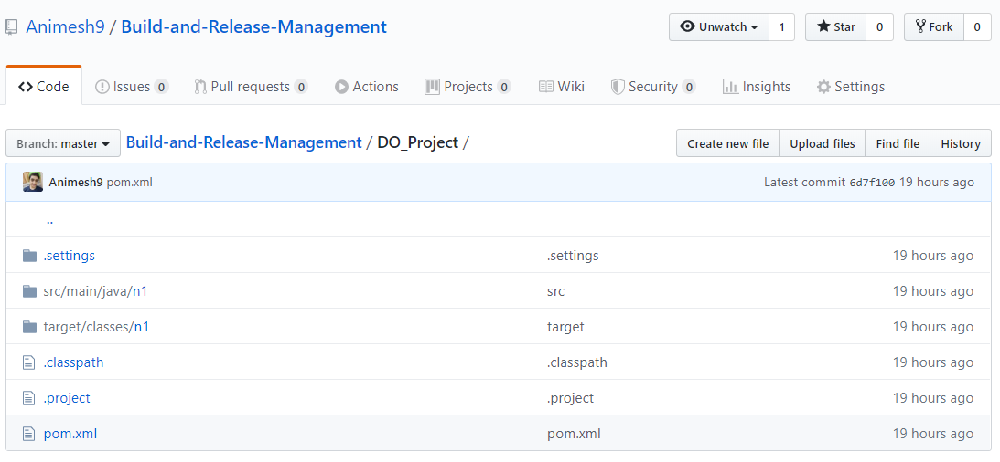 Animesh9 / Build-and-Release-Management Unwatch 1 Star 0 Fork 0
Code Issues 0 Pull requests 0 Actions Projects 0 Wiki Security 0 Insights Settings
Branch: master Build-and-Release-Management / DO_Project / Create new file Upload files Find file History
Animesh9 pom.xml Latest commit 6d7f100 19 hours ago
..
.settings .settings 19 hours ago
src/main/java/n1 src 19 hours ago
target/classes/n1 target 19 hours ago
.classpath .classpath 19 hours ago
.project .project 19 hours ago
pom.xml pom.xml 19 hours ago